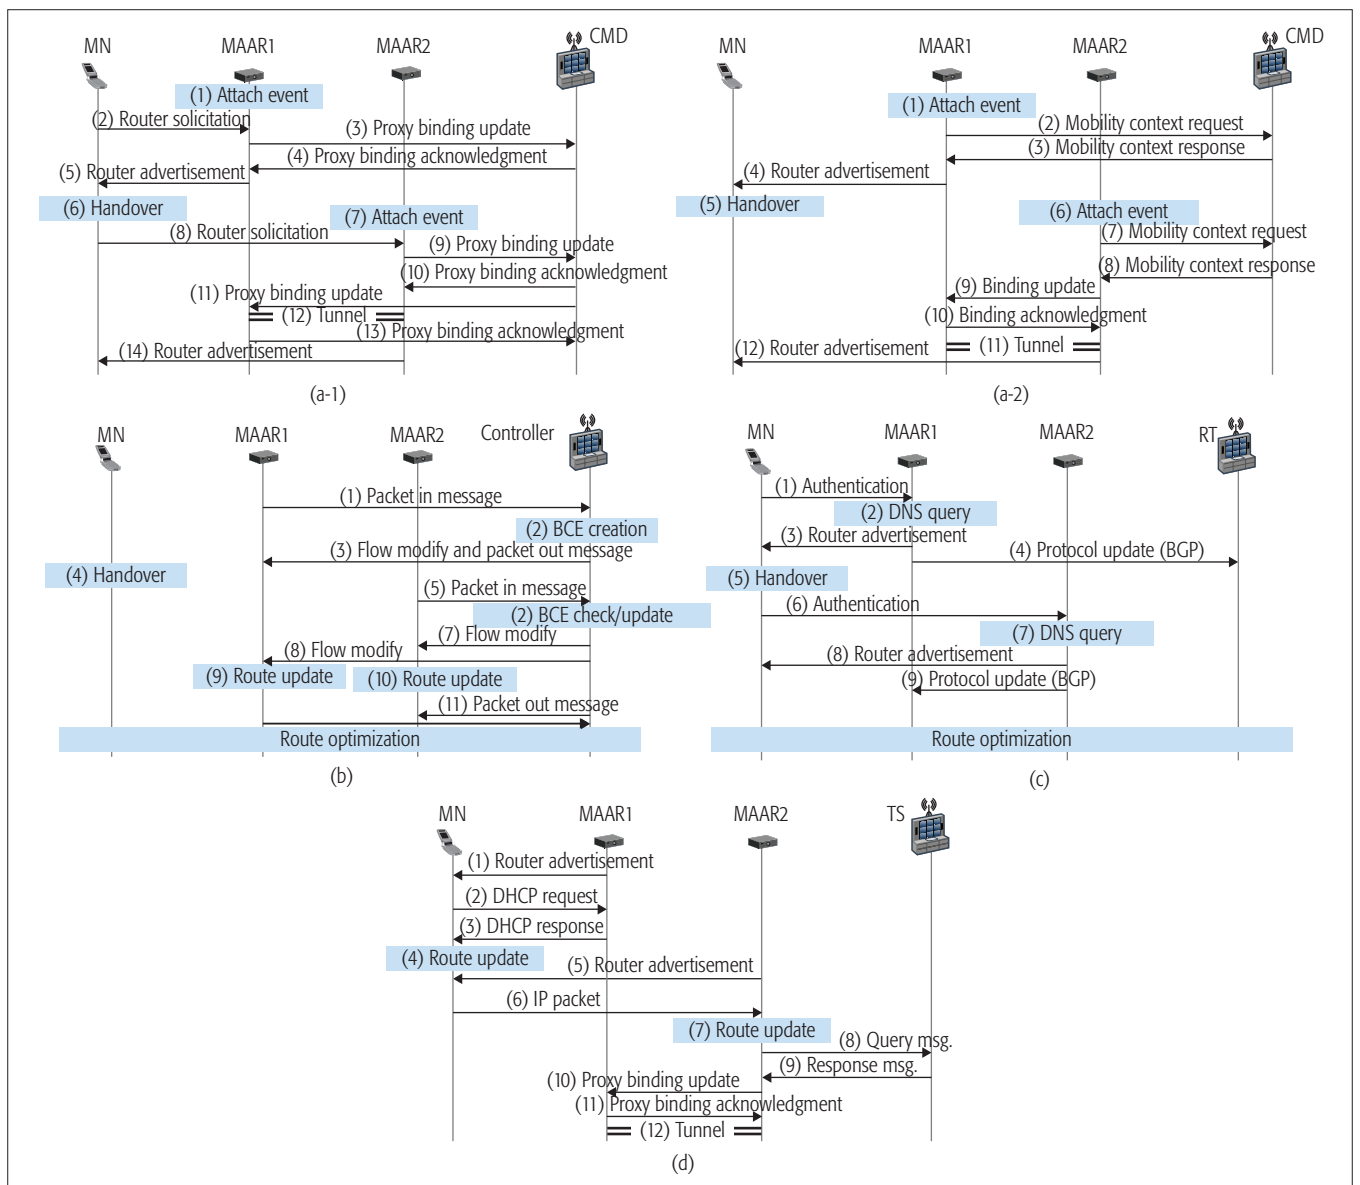 MN MAAR1 MAAR2 CMD
(1) Attach event
(2) Router solicitation
(3) Proxy binding update
(4) Proxy binding acknowledgment
(5) Router advertisement
(6) Handover
(7) Attach event
(8) Router solicitation
(9) Proxy binding update
(10) Proxy binding acknowledgment
(11) Proxy binding update
(12) Tunnel
(13) Proxy binding acknowledgment
(14) Router advertisement
(a-1)
MN MAAR1 MAAR2 CMD
(1) Attach event
(2) Mobility context request
(3) Mobility context response
(4) Router advertisement
(5) Handover
(6) Attach event
(7) Mobility context request
(8) Mobility context response
(9) Binding update
(10) Binding acknowledgment
(11) Tunnel
(12) Router advertisement
(a-2)
MN MAAR1 MAAR2 Controller
(1) Packet in message
(2) BCE creation
(3) Flow modify and packet out message
(4) Handover
(5) Packet in message
(2) BCE check/update
(7) Flow modify
(8) Flow modify
(9) Route update
(10) Route update
(11) Packet out message
Route optimization
(b)
MN MAAR1 MAAR2 RT
(1) Authentication
(2) DNS query
(3) Router advertisement
(4) Protocol update (BGP)
(5) Handover
(6) Authentication
(7) DNS query
(8) Router advertisement
(9) Protocol update (BGP)
Route optimization
(c)
MN MAAR1 MAAR2 TS
(1) Router advertisement
(2) DHCP request
(3) DHCP response
(4) Route update
(5) Router advertisement
(6) IP packet
(7) Route update
(8) Query msg.
(9) Response msg.
(10) Proxy binding update
(11) Proxy binding acknowledgment
(12) Tunnel
(d)